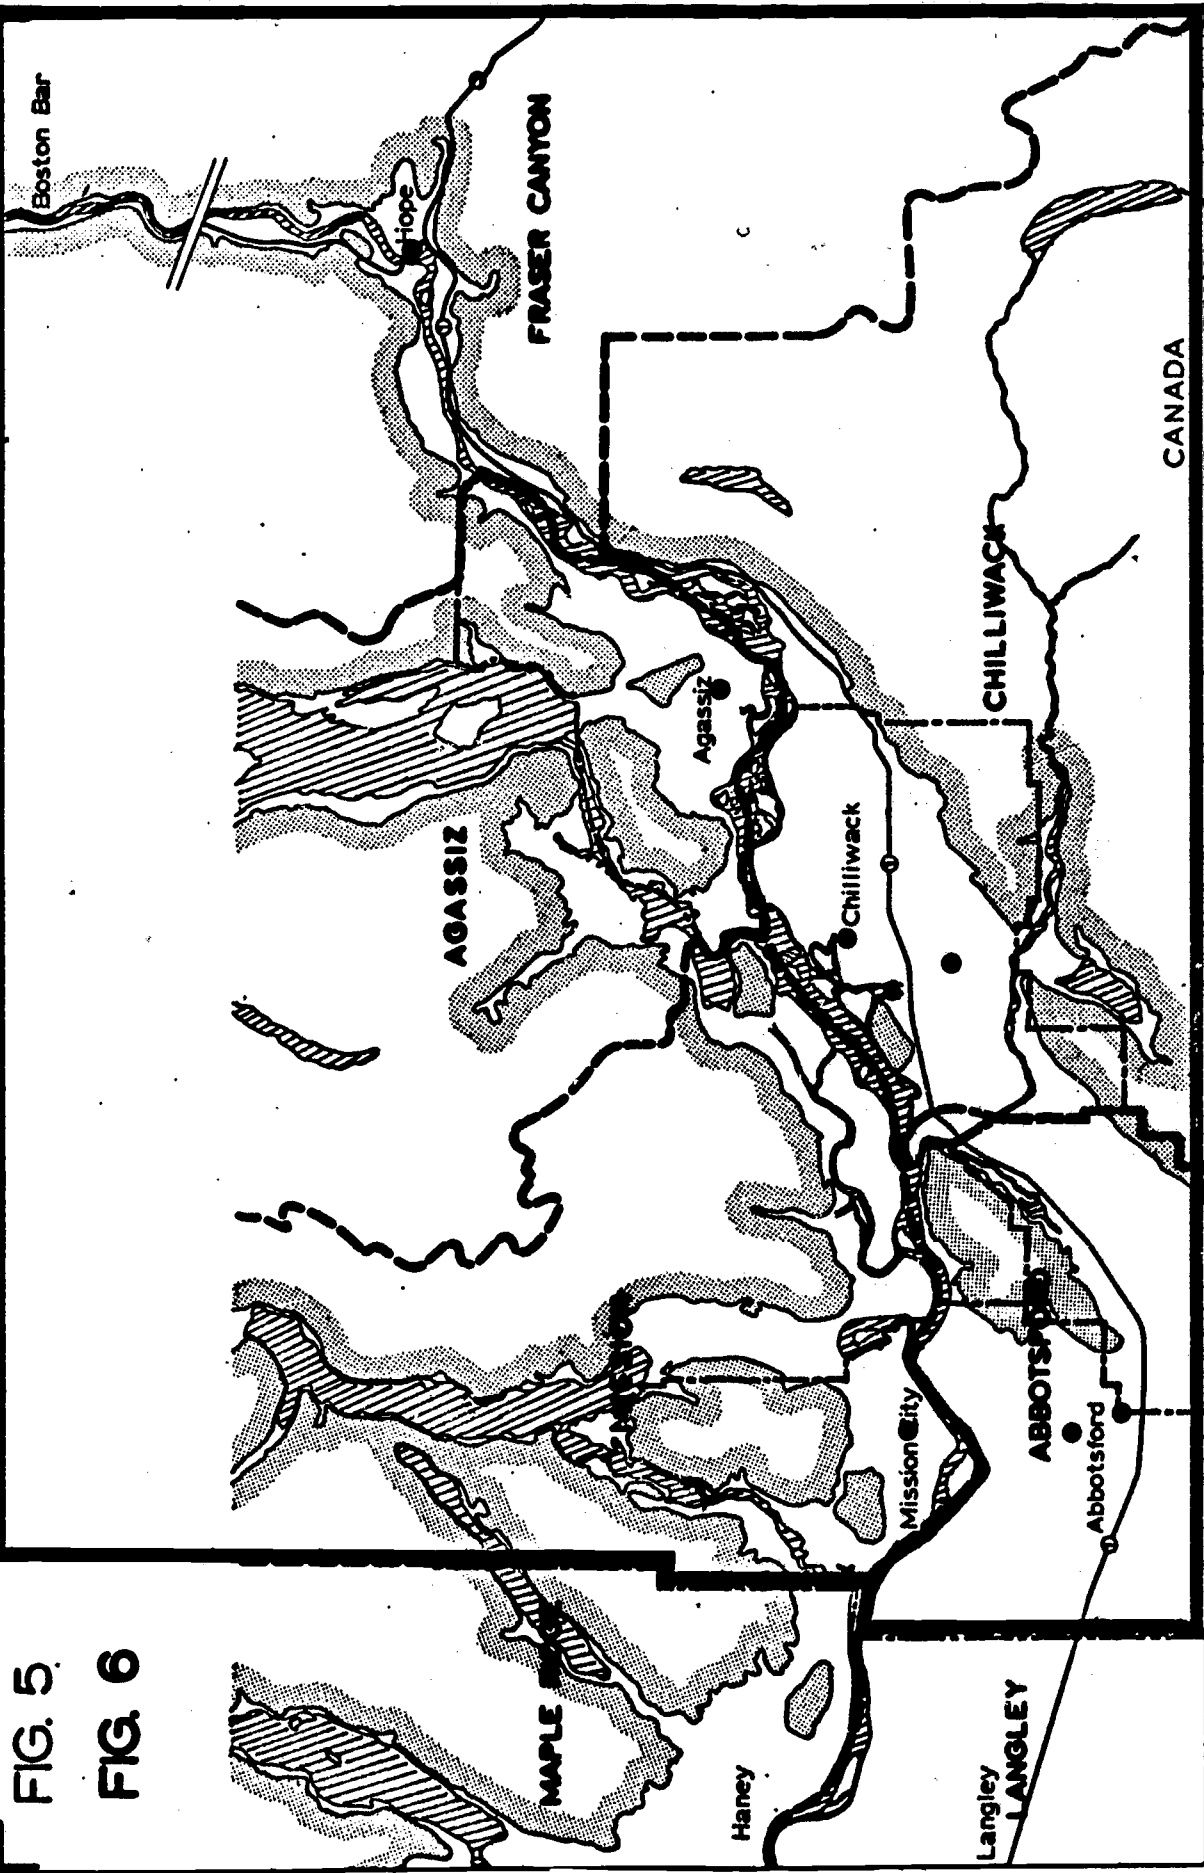 FIG. 5.
FIG. 6
Boston Bar
Hope
FRASER CANYON
AGASSIZ
Agassiz
CHILLIWACK
Chilliwack
CANADA
MISSION
Mission City
ABBOTSFORD
Abbotsford
MAPLE
Haney
Langley
LANGLEY